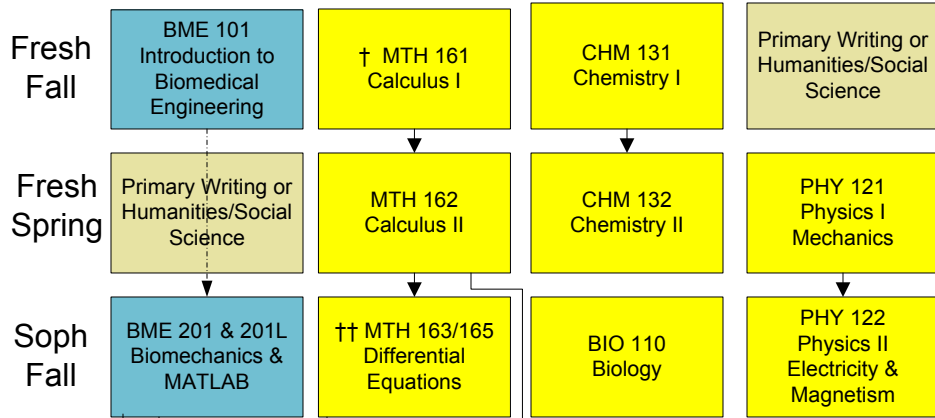 Fresh
Fall
BME 101
Introduction to
Biomedical
Engineering
† MTH 161
Calculus I
CHM 131
Chemistry I
Primary Writing or
Humanities/Social
Science
Fresh
Spring
Primary Writing or
Humanities/Social
Science
MTH 162
Calculus II
CHM 132
Chemistry II
PHY 121
Physics I
Mechanics
Soph
Fall
BME 201 & 201L
Biomechanics &
MATLAB
†† MTH 163/165
Differential
Equations
BIO 110
Biology
PHY 122
Physics II
Electricity &
Magnetism